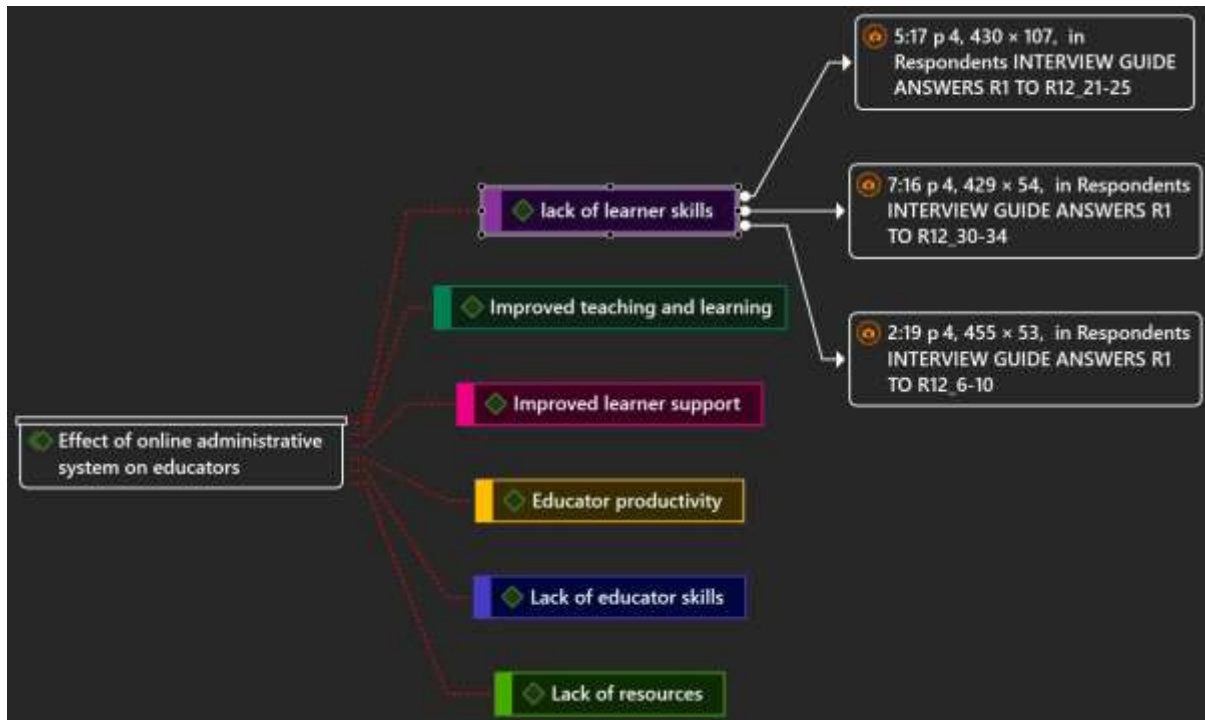 5:17 p 4, 430 × 107, in
Respondents INTERVIEW GUIDE
ANSWERS R1 TO R12_21-25
lack of learner skills
7:16 p 4, 429 × 54, in Respondents
INTERVIEW GUIDE ANSWERS R1
TO R12_30-34
Improved teaching and learning
2:19 p 4, 455 × 53, in Respondents
INTERVIEW GUIDE ANSWERS R1
TO R12_6-10
Improved learner support
Effect of online administrative
system on educators
Educator productivity
Lack of educator skills
Lack of resources